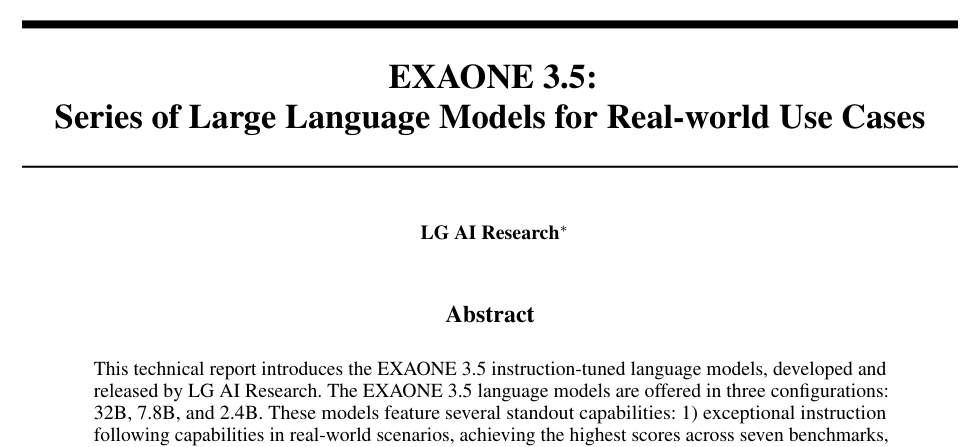 EXAONE 3.5:
Series of Large Language Models for Real-world Use Cases
LG AI Research*
Abstract
This technical report introduces the EXAONE 3.5 instruction-tuned language models, developed and
released by LG AI Research. The EXAONE 3.5 language models are offered in three configurations:
32B, 7.8B, and 2.4B. These models feature several standout capabilities: 1) exceptional instruction
following capabilities in real-world scenarios, achieving the highest scores across seven benchmarks,